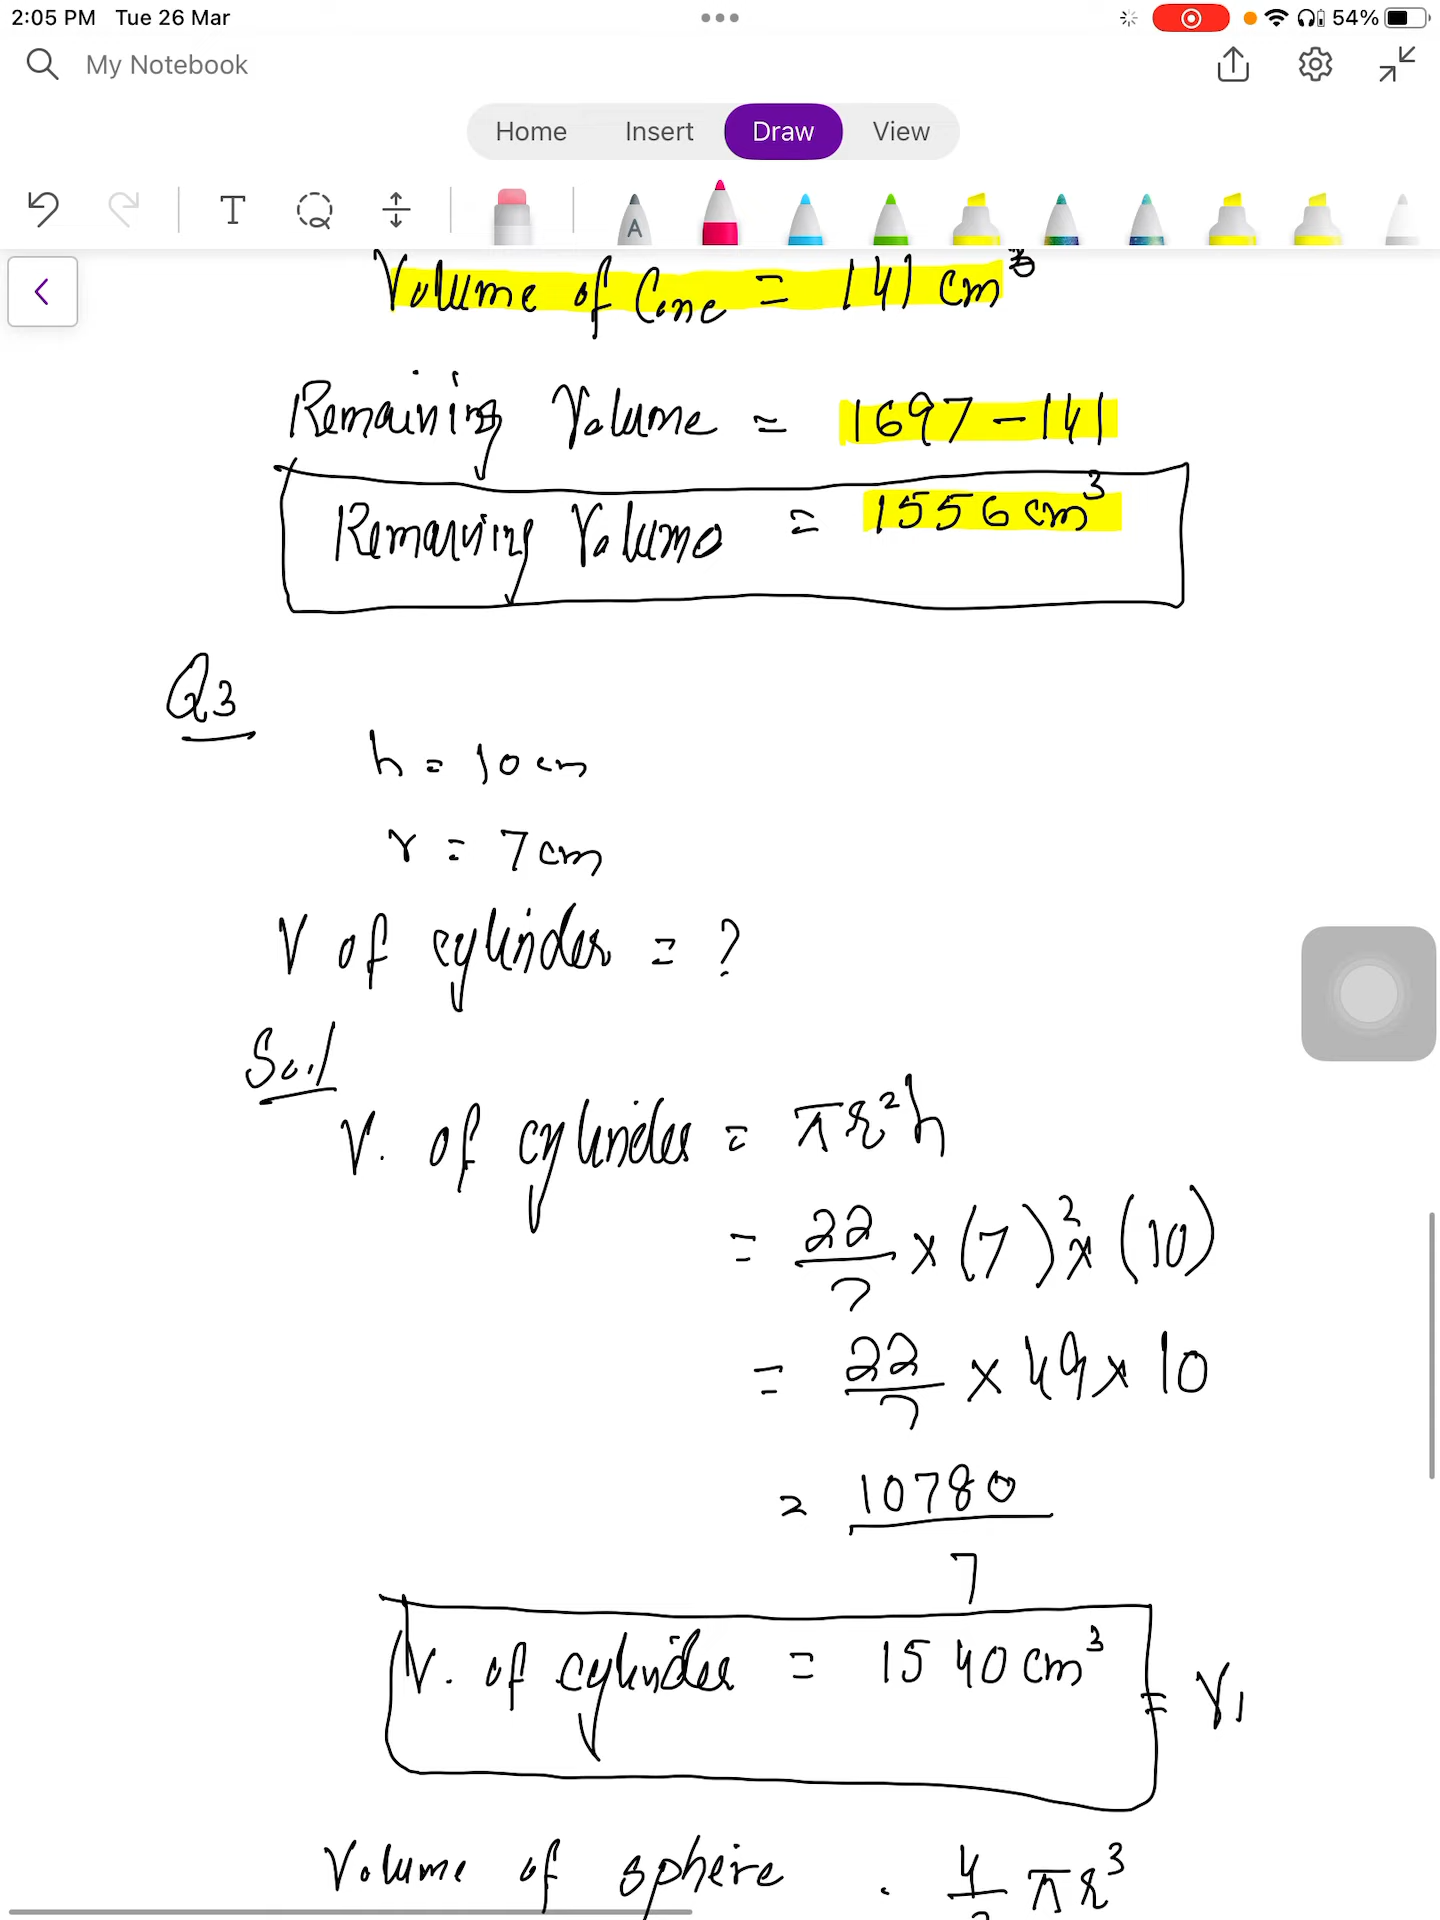 2:05 PM Tue 26 Mar
54%
My Notebook
Home Insert Draw View
T
A
Volume of Cone = 141 cm³
Remaining Volume = 1697 - 141
Remaining Volume = 1556 cm³
Q3
h = 10 cm
r = 7 cm
V of cylinder = ?
Sol
V. of cylinder = πr²h
= 22/7 × (7)² × (10)
= 22/7 × 49 × 10
= 10780/7
V. of cylinder = 1540 cm³ = V₁
Volume of sphere = 4/3 πr³